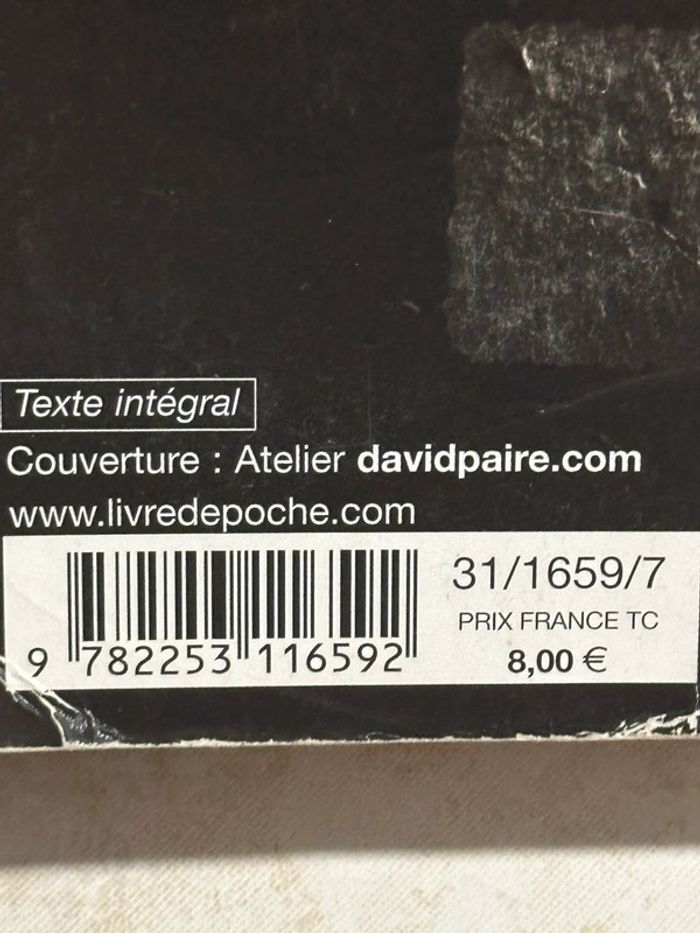 Texte intégral
Couverture : Atelier davidpaire.com
www.livredepoche.com
31/1659/7
PRIX FRANCE TC
8,00 €
9 782253 116592